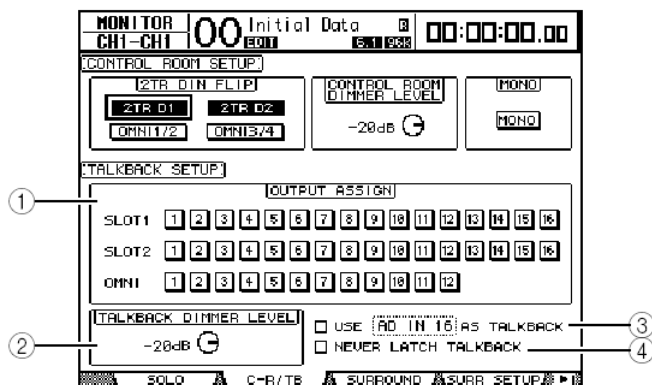 MONITOR
CH1-CH1
00
Initial Data
EDIT
6.1 96K
00:00:00.00
CONTROL ROOM SETUP
2TR DIN FLIP
2TR D1 2TR D2
OMNI1/2 OMNI3/4
CONTROL ROOM
DIMMER LEVEL
-20dB
MONO
MONO
TALKBACK SETUP
OUTPUT ASSIGN
SLOT1 1 2 3 4 5 6 7 8 9 10 11 12 13 14 15 16
SLOT2 1 2 3 4 5 6 7 8 9 10 11 12 13 14 15 16
OMNI 1 2 3 4 5 6 7 8 9 10 11 12
1
TALKBACK DIMMER LEVEL
-20dB
2
USE AD IN 16 AS TALKBACK
3
NEVER LATCH TALKBACK
4
SOLO C-R/TB SURROUND SURR SETUP